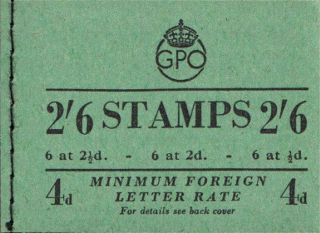 GPO
2/6 STAMPS 2/6
6 at 2½d. - 6 at 2d. - 6 at ½d.
4d MINIMUM FOREIGN 4d
LETTER RATE
For details see back cover